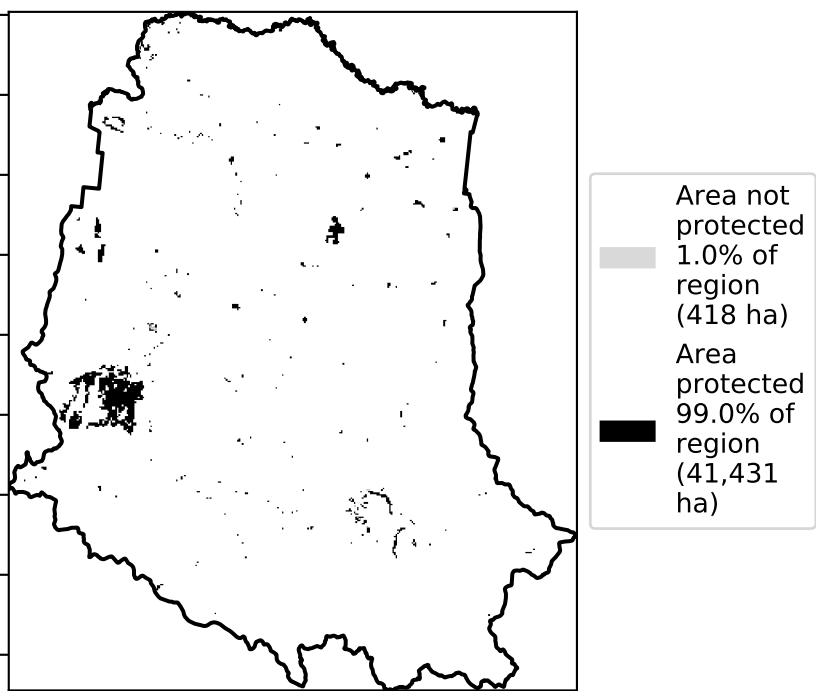 Area not
protected
1.0% of
region
(418 ha)
Area
protected
99.0% of
region
(41,431
ha)